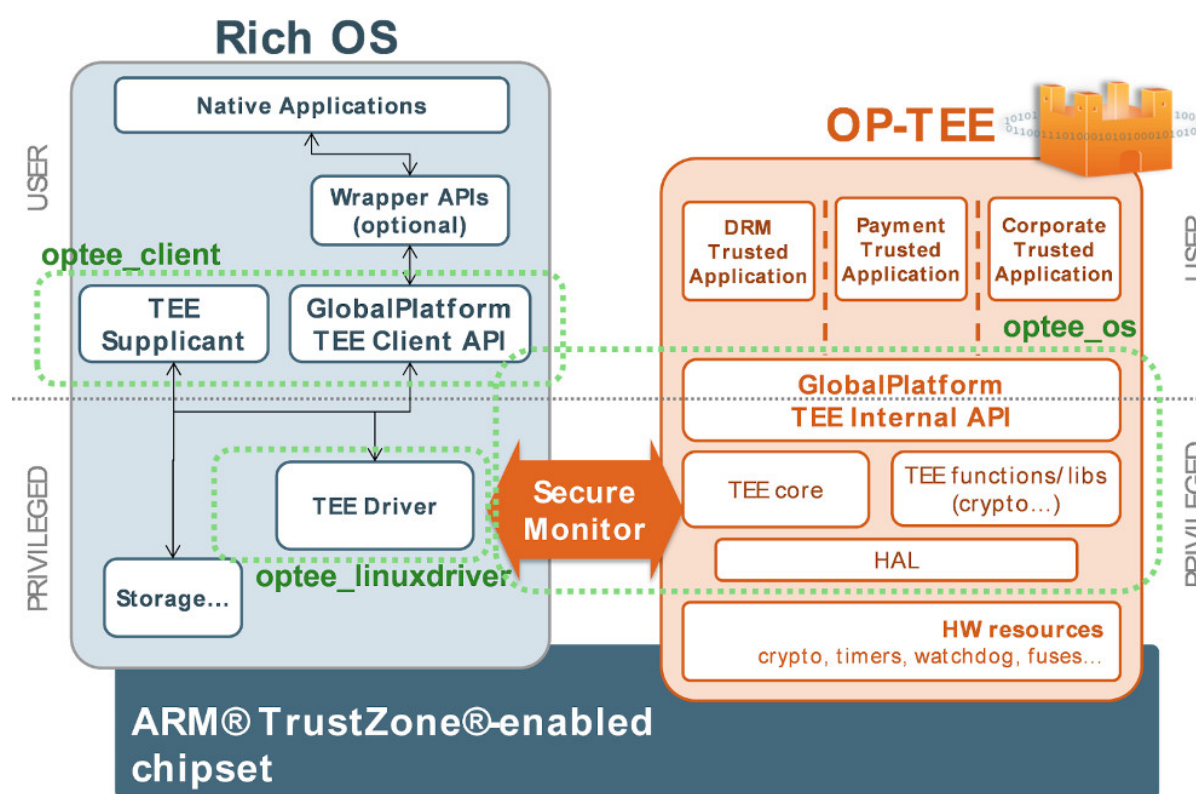 Rich OS
Native Applications
Wrapper APIs
(optional)
optee_client
TEE
Supplicant
GlobalPlatform
TEE Client API
TEE Driver
optee_linuxdriver
Storage...
USER
PRIVILEGED
Secure
Monitor
OP-TEE
DRM
Trusted
Application
Payment
Trusted
Application
Corporate
Trusted
Application
optee_os
GlobalPlatform
TEE Internal API
TEE core
TEE functions/libs
(crypto...)
HAL
HW resources
crypto, timers, watchdog, fuses...
USER
PRIVILEGED
ARM® TrustZone®-enabled
chipset